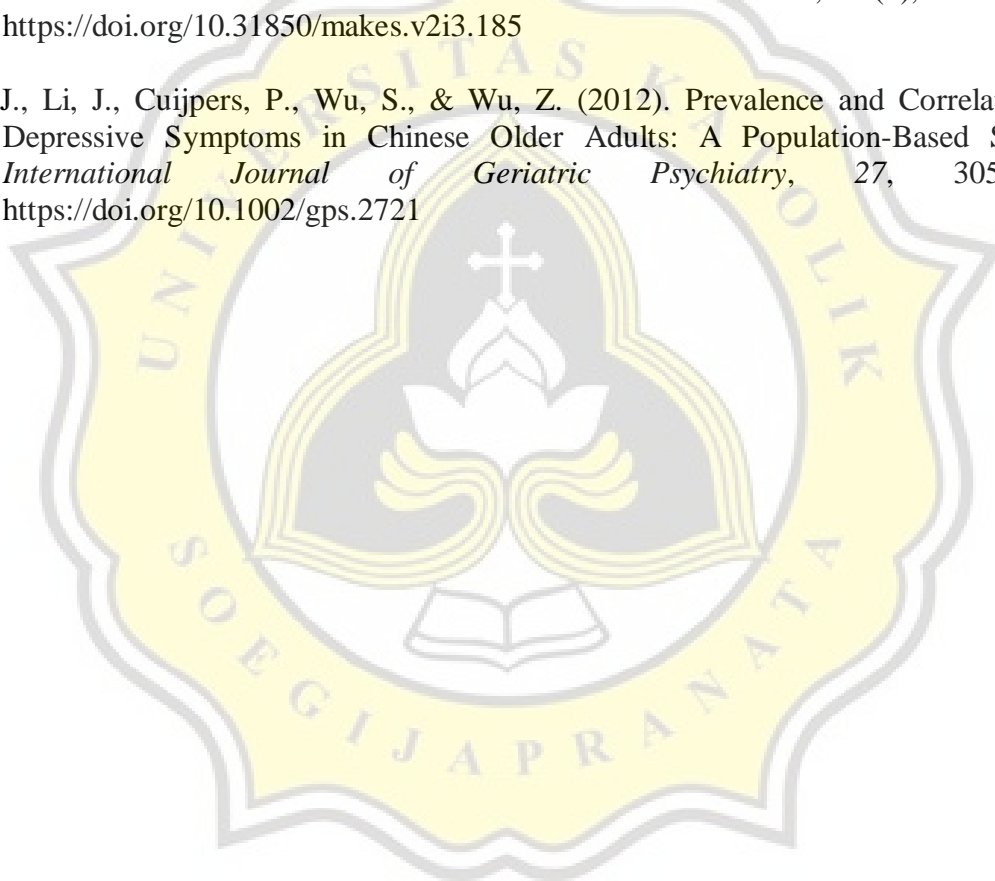 https://doi.org/10.31850/makes.v2i3.185
J., Li, J., Cuijpers, P., Wu, S., & Wu, Z. (2012). Prevalence and
Depressive Symptoms in Chinese Older Adults: A Population-Based
International Journal of Geriatric Psychiatry, 27, 305
https://doi.org/10.1002/gps.2721
UNIVERSITAS KATOLIK
SOEGIJAPRANATA